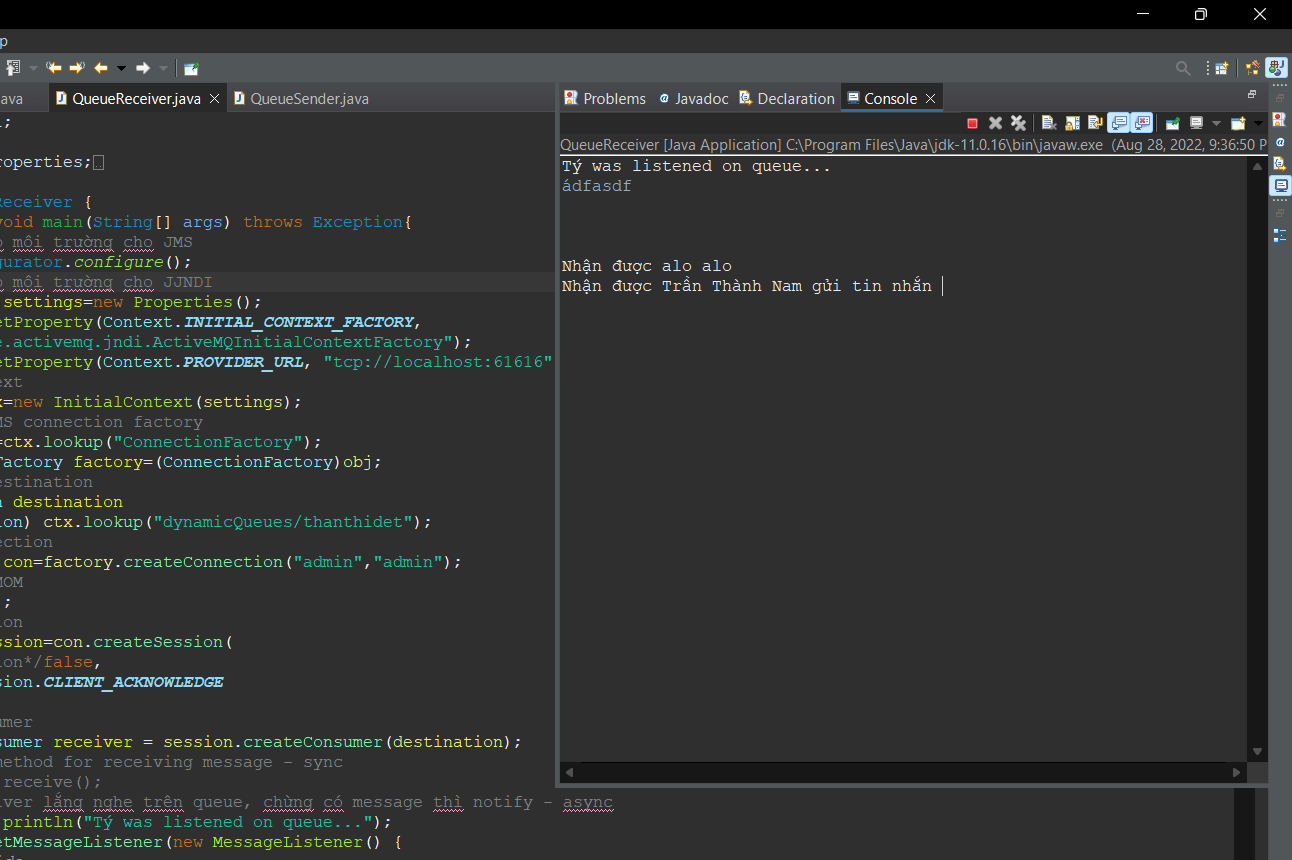 p
ava
QueueReceiver.java
QueueSender.java
Problems
Javadoc
Declaration
Console
QueueReceiver [Java Application] C:\Program Files\Java\jdk-11.0.16\bin\javaw.exe (Aug 28, 2022, 9:36:50 P
Tý was listened on queue...
ádfasdf
Nhận được alo alo
Nhận được Trần Thành Nam gửi tin nhắn
;
roperties;
Receiver {
void main(String[] args) throws Exception{
môi trường cho JMS
gurator.configure();
môi trường cho JJNDI
settings=new Properties();
etProperty(Context.INITIAL_CONTEXT_FACTORY,
e.activemq.jndi.ActiveMQInitialContextFactory");
etProperty(Context.PROVIDER_URL, "tcp://localhost:61616"
ext
x=new InitialContext(settings);
MS connection factory
=ctx.lookup("ConnectionFactory");
Factory factory=(ConnectionFactory)obj;
estination
destination
ion) ctx.lookup("dynamicQueues/thanthidet");
ection
con=factory.createConnection("admin","admin");
MOM
;
ion
ssion=con.createSession(
ion*/false,
sion.CLIENT_ACKNOWLEDGE
umer
sumer receiver = session.createConsumer(destination);
method for receiving message - sync
receive();
iver lắng nghe trên queue, chừng có message thì notify - async
println("Tý was listened on queue...");
etMessageListener(new MessageListener() {